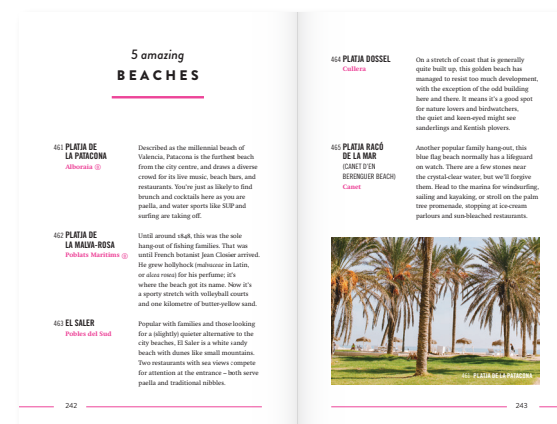 5 amazing
BEACHES
461 PLATJA DE
LA PATACONA
Alboraia
Described as the millennial beach of
Valencia, Patacona is the furthest beach
from the city centre, and draws a diverse
crowd for its live music, beach bars, and
restaurants. You're just as likely to find
brunch and cocktails here as you are
paella, and water sports like SUP and
surfing are taking off.
462 PLATJA DE
LA MALVA-ROSA
Poblats Marítims
Until around 1848, this was the sole
hang-out of fishing families. That was
until French botanist Jean Closier arrived.
He grew hollyhock (malvaceae in Latin,
or alcea rosea) for his perfume; it's
where the beach got its name. Now it's
a sporty stretch with volleyball courts
and one kilometre of butter-yellow sand.
463 EL SALER
Pobles del Sud
Popular with families and those looking
for a (slightly) quieter alternative to the
city beaches, El Saler is a white sandy
beach with dunes like small mountains.
Two restaurants with sea views compete
for attention at the entrance – both serve
paella and traditional nibbles.
242
464 PLATJA DOSSEL
Cullera
On a stretch of coast that is generally
quite built up, this golden beach has
managed to resist too much development,
with the exception of the odd building
here and there. It means it's a good spot
for nature lovers and birdwatchers,
the quiet and keen-eyed might see
sanderlings and Kentish plovers.
465 PLATJA RACÓ
DE LA MAR
(CANET D'EN
BERENGUER BEACH)
Canet
Another popular family hang-out, this
blue flag beach normally has a lifeguard
on watch. There are a few stones near
the crystal-clear water, but we'll forgive
them. Head to the marina for windsurfing,
sailing and kayaking, or stroll on the palm
tree promenade, stopping at ice-cream
parlours and sun-bleached restaurants.
461 PLATJA DE LA PATACONA
243